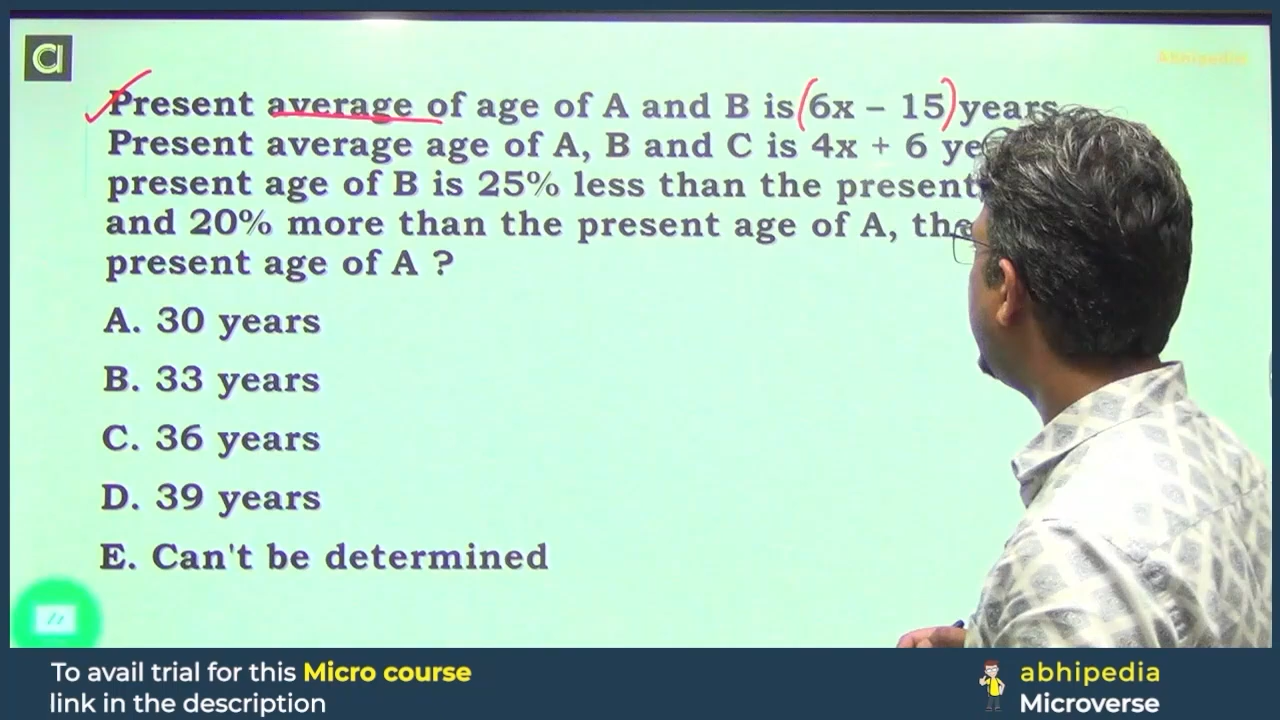 Abhipedia
Present average of age of A and B is (6x – 15) years.
Present average age of A, B and C is 4x + 6
present age of B is 25% less than the present
and 20% more than the present age of A,
present age of A ?
A. 30 years
B. 33 years
C. 36 years
D. 39 years
E. Can't be determined
To avail trial for this Micro course
link in the description
abhipedia
Microverse